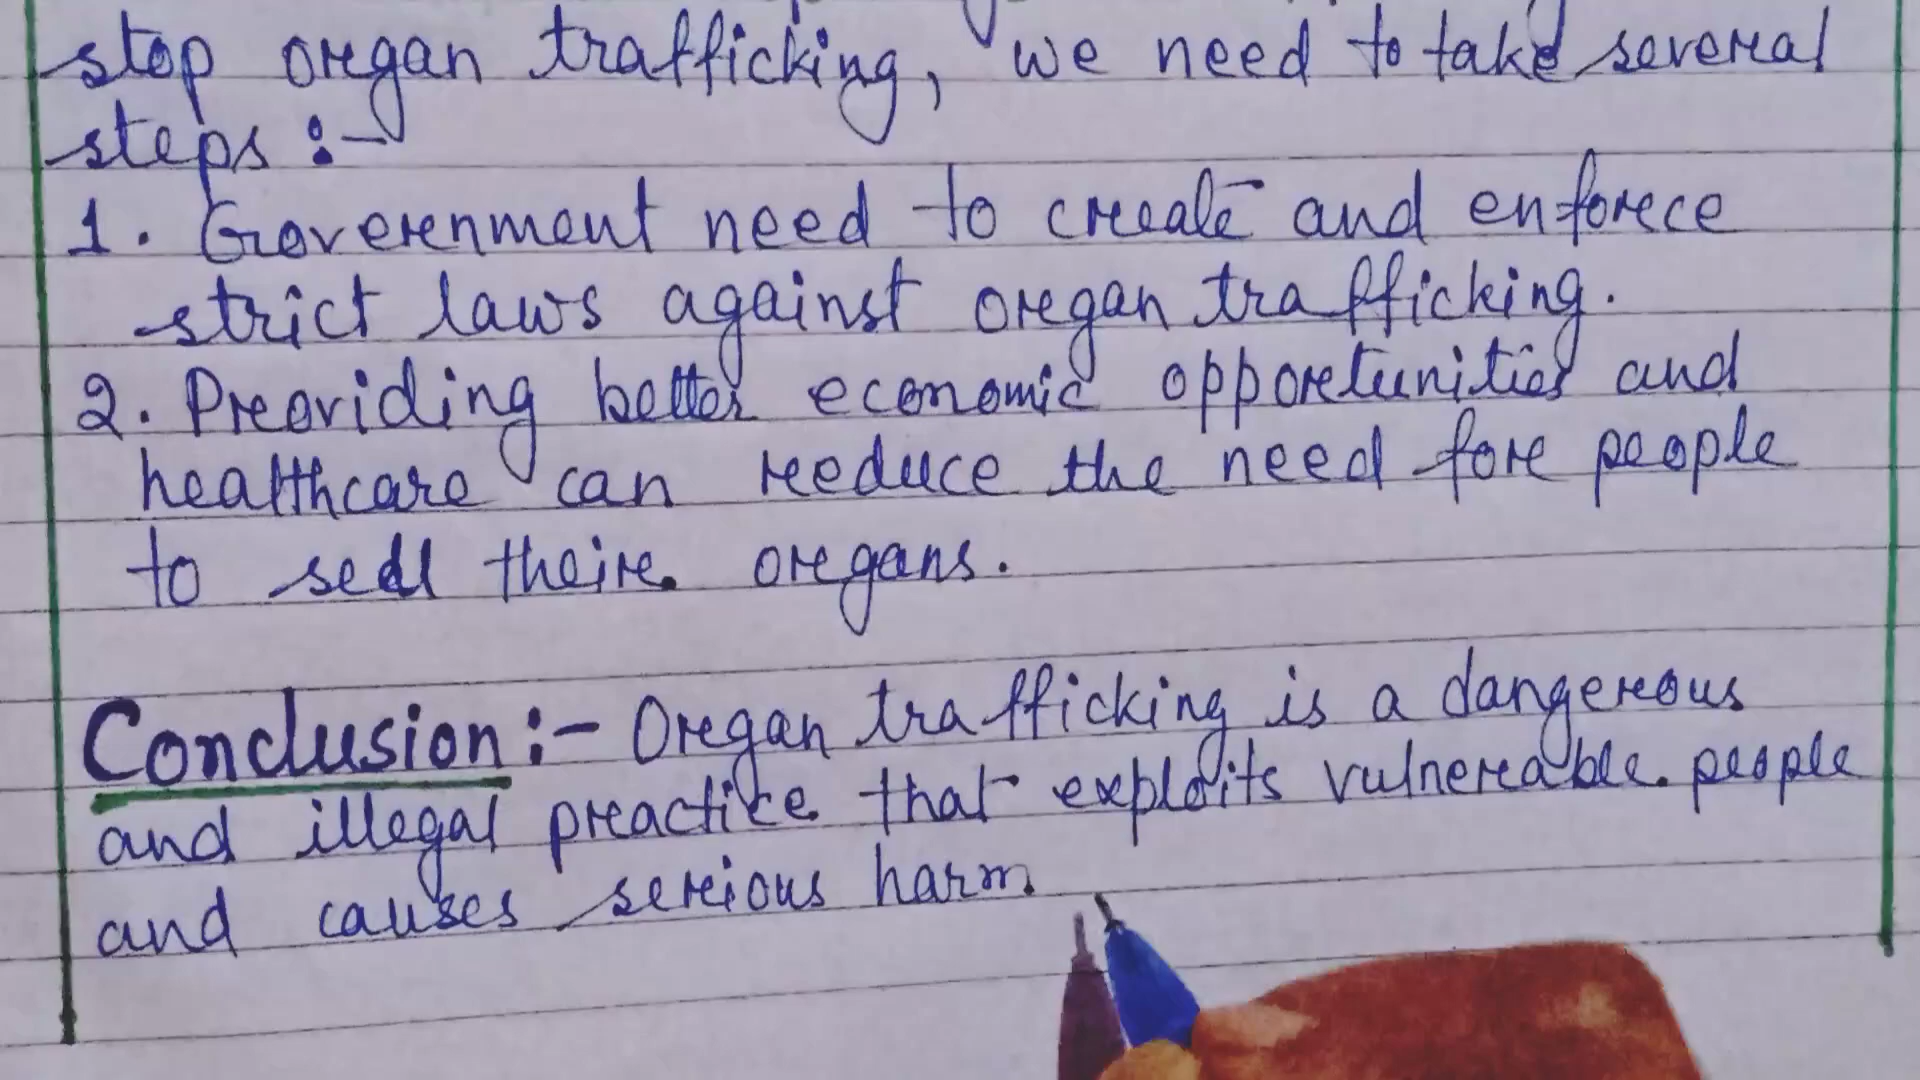 stop organ trafficking, we need to take several
steps :-
1. Government need to create and enforce
strict laws against organ trafficking.
2. Providing better economic opportunities and
healthcare can reduce the need for people
to sell their organs.
Conclusion :- Organ trafficking is a dangerous
and illegal practice that exploits vulnerable people
and causes serious harm.